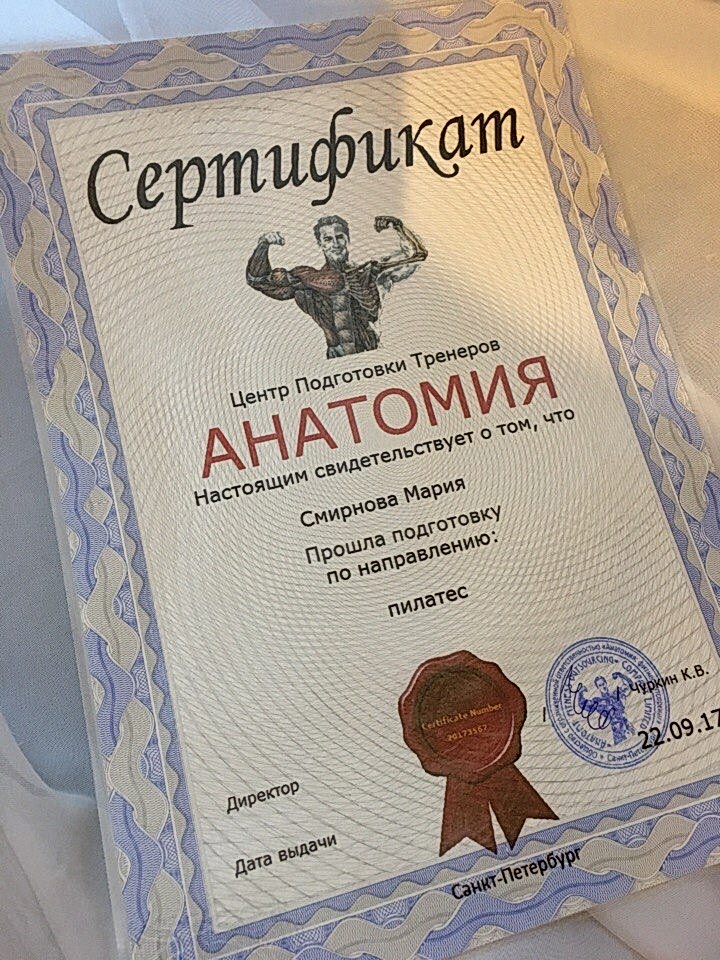 Сертификат
Центр Подготовки Тренеров
АНАТОМИЯ
Настоящим свидетельствует о том, что
Смирнова Мария
Прошла подготовку
по направлению:
пилатес
Certificate Number
20173567
Директор
/ / Чуркин К.В.
Дата выдачи
22.09.17
Санкт-Петербург